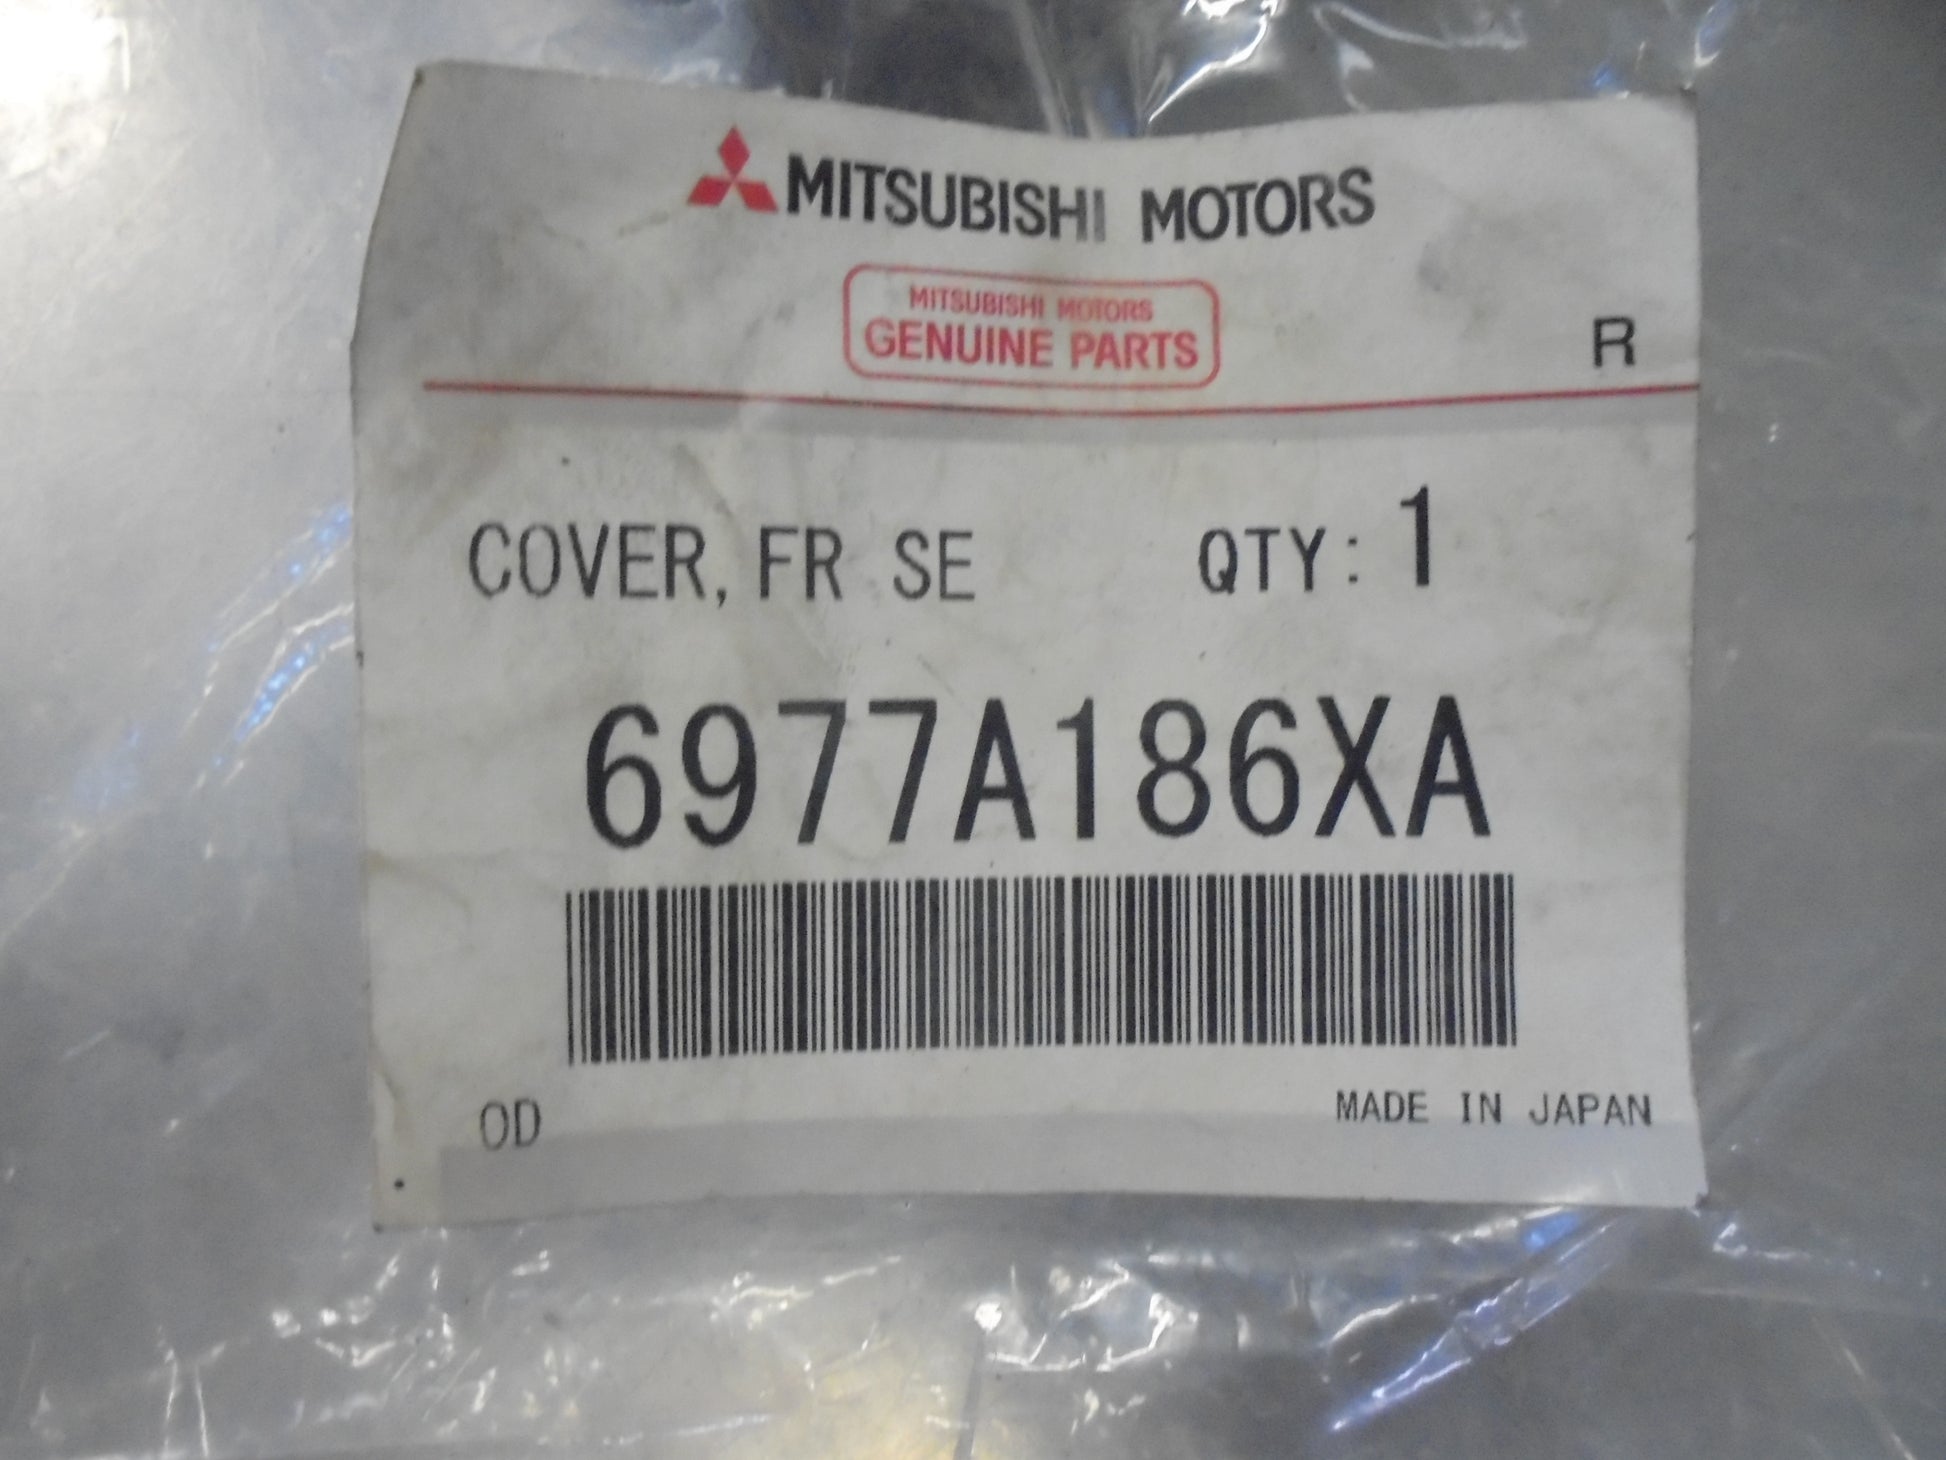 MITSUBISHI MOTORS
MITSUBISHI MOTORS
GENUINE PARTS
R
COVER, FR SE QTY: 1
6977A186XA
OD MADE IN JAPAN